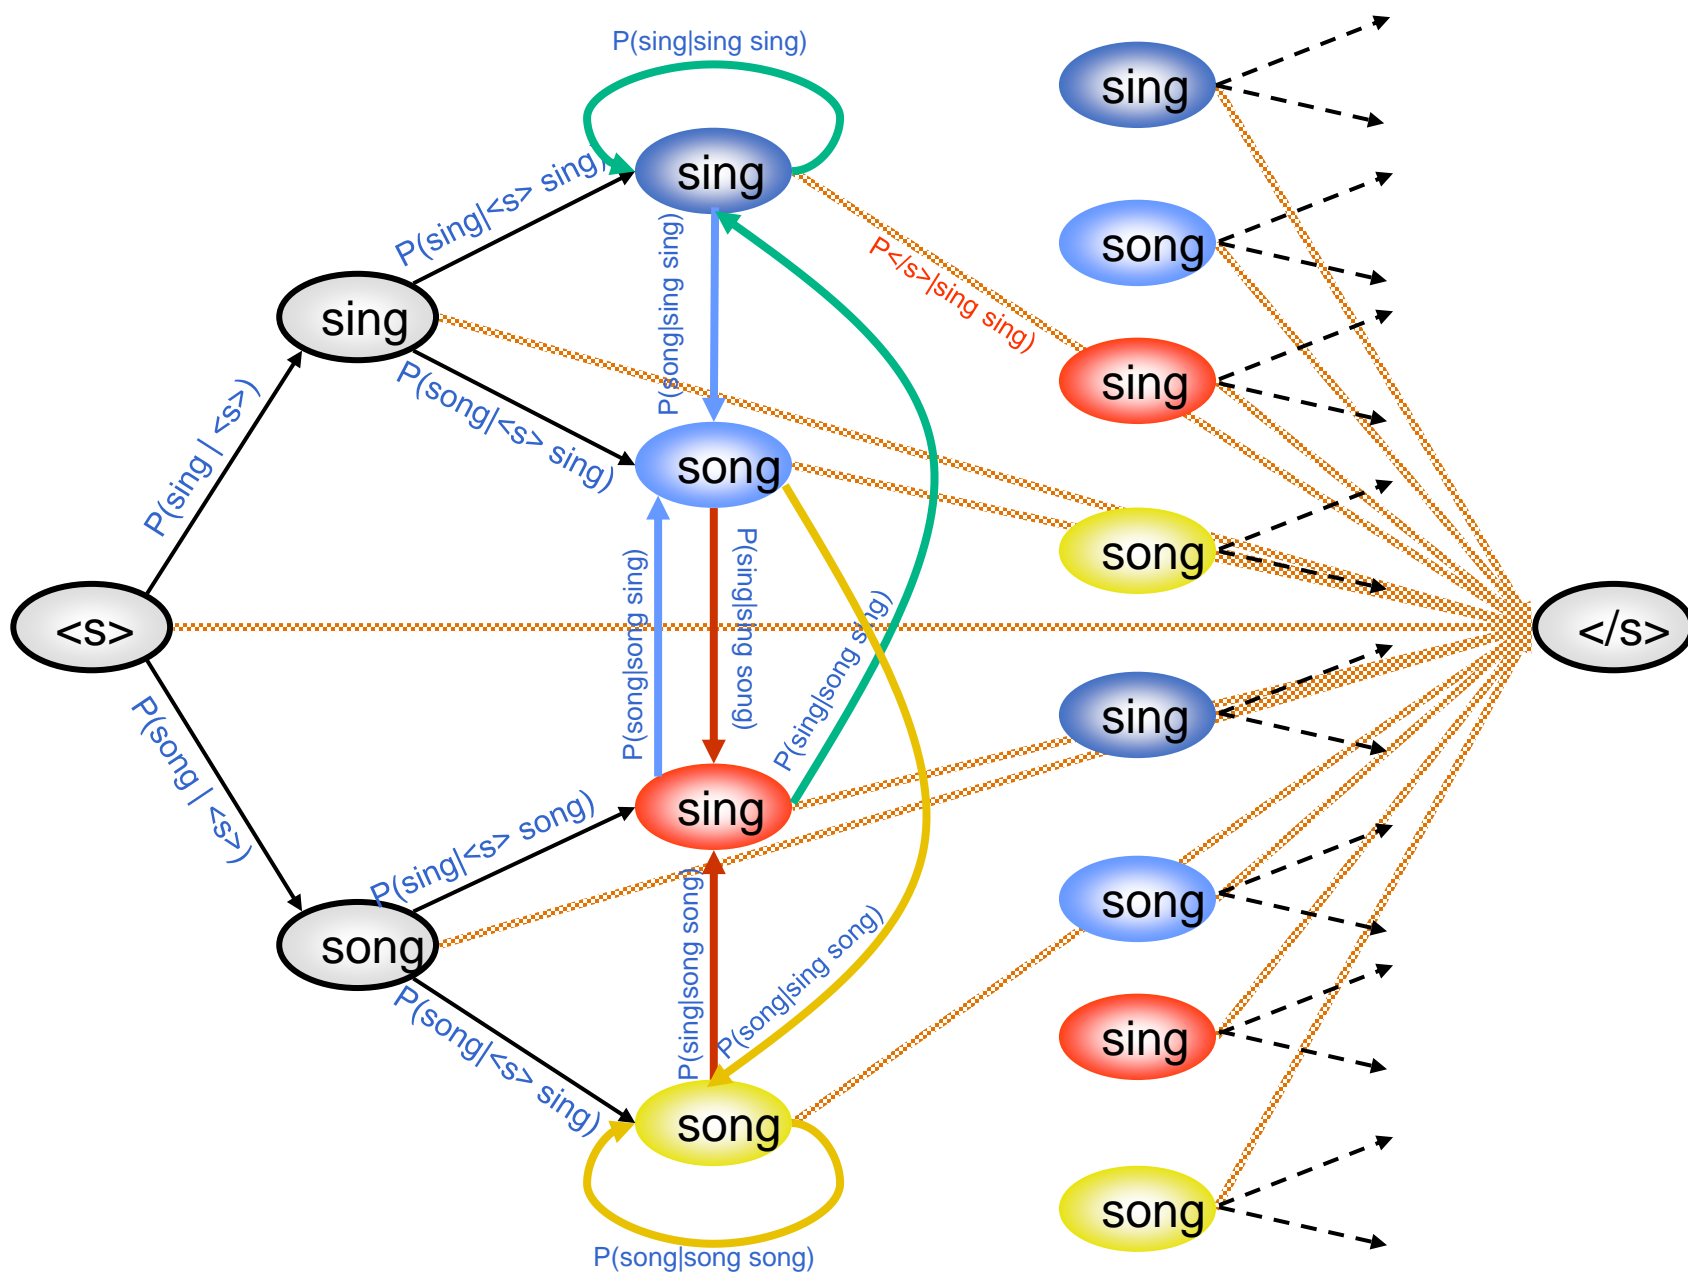 P(sing|sing sing)
sing
sing
P(sing|<s> sing)
P(song|sing sing)
song
P</s>|sing sing)
sing
sing
P(song|<s> sing)
song
P(sing | <s>)
song
<s>
P(song|song sing)
P(sing|sing song)
P(sing|song sing)
</s>
sing
P(song | <s>)
sing
P(sing|<s> song)
song
song
P(sing|song song)
P(song|sing song)
P(song|<s> sing)
sing
song
song
P(song|song song)